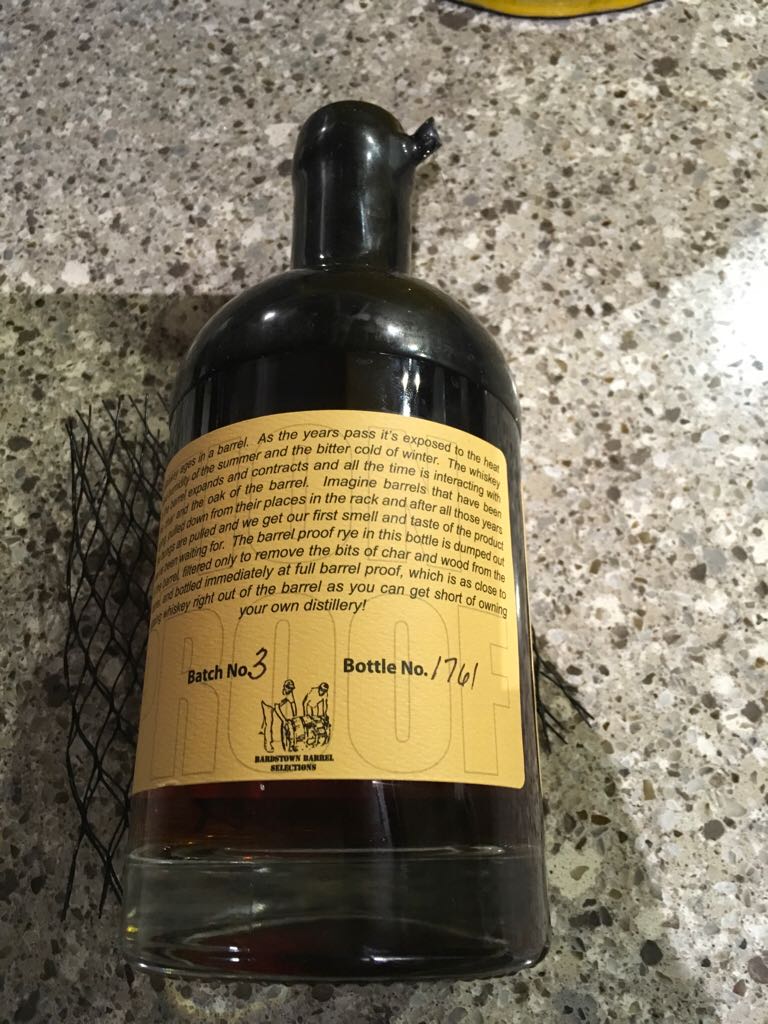 ages in a barrel. As the years pass it's exposed to the heat
humidity of the summer and the bitter cold of winter. The whiskey
barrel expands and contracts and all the time is interacting with
and the oak of the barrel. Imagine barrels that have been
pulled down from their places in the rack and after all those years
are pulled and we get our first smell and taste of the product
been waiting for. The barrel proof rye in this bottle is dumped out
barrel, filtered only to remove the bits of char and wood from the
and bottled immediately at full barrel proof, which is as close to
whiskey right out of the barrel as you can get short of owning
your own distillery!
PROOF
Batch No. 3 Bottle No. 1761
BARDSTOWN BARREL
SELECTIONS